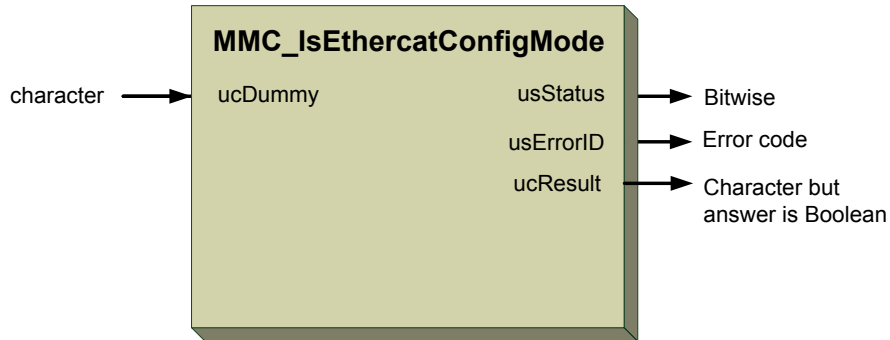 MMC_IsEthercatConfigMode
character
ucDummy
usStatus
Bitwise
usErrorID
Error code
ucResult
Character but
answer is Boolean